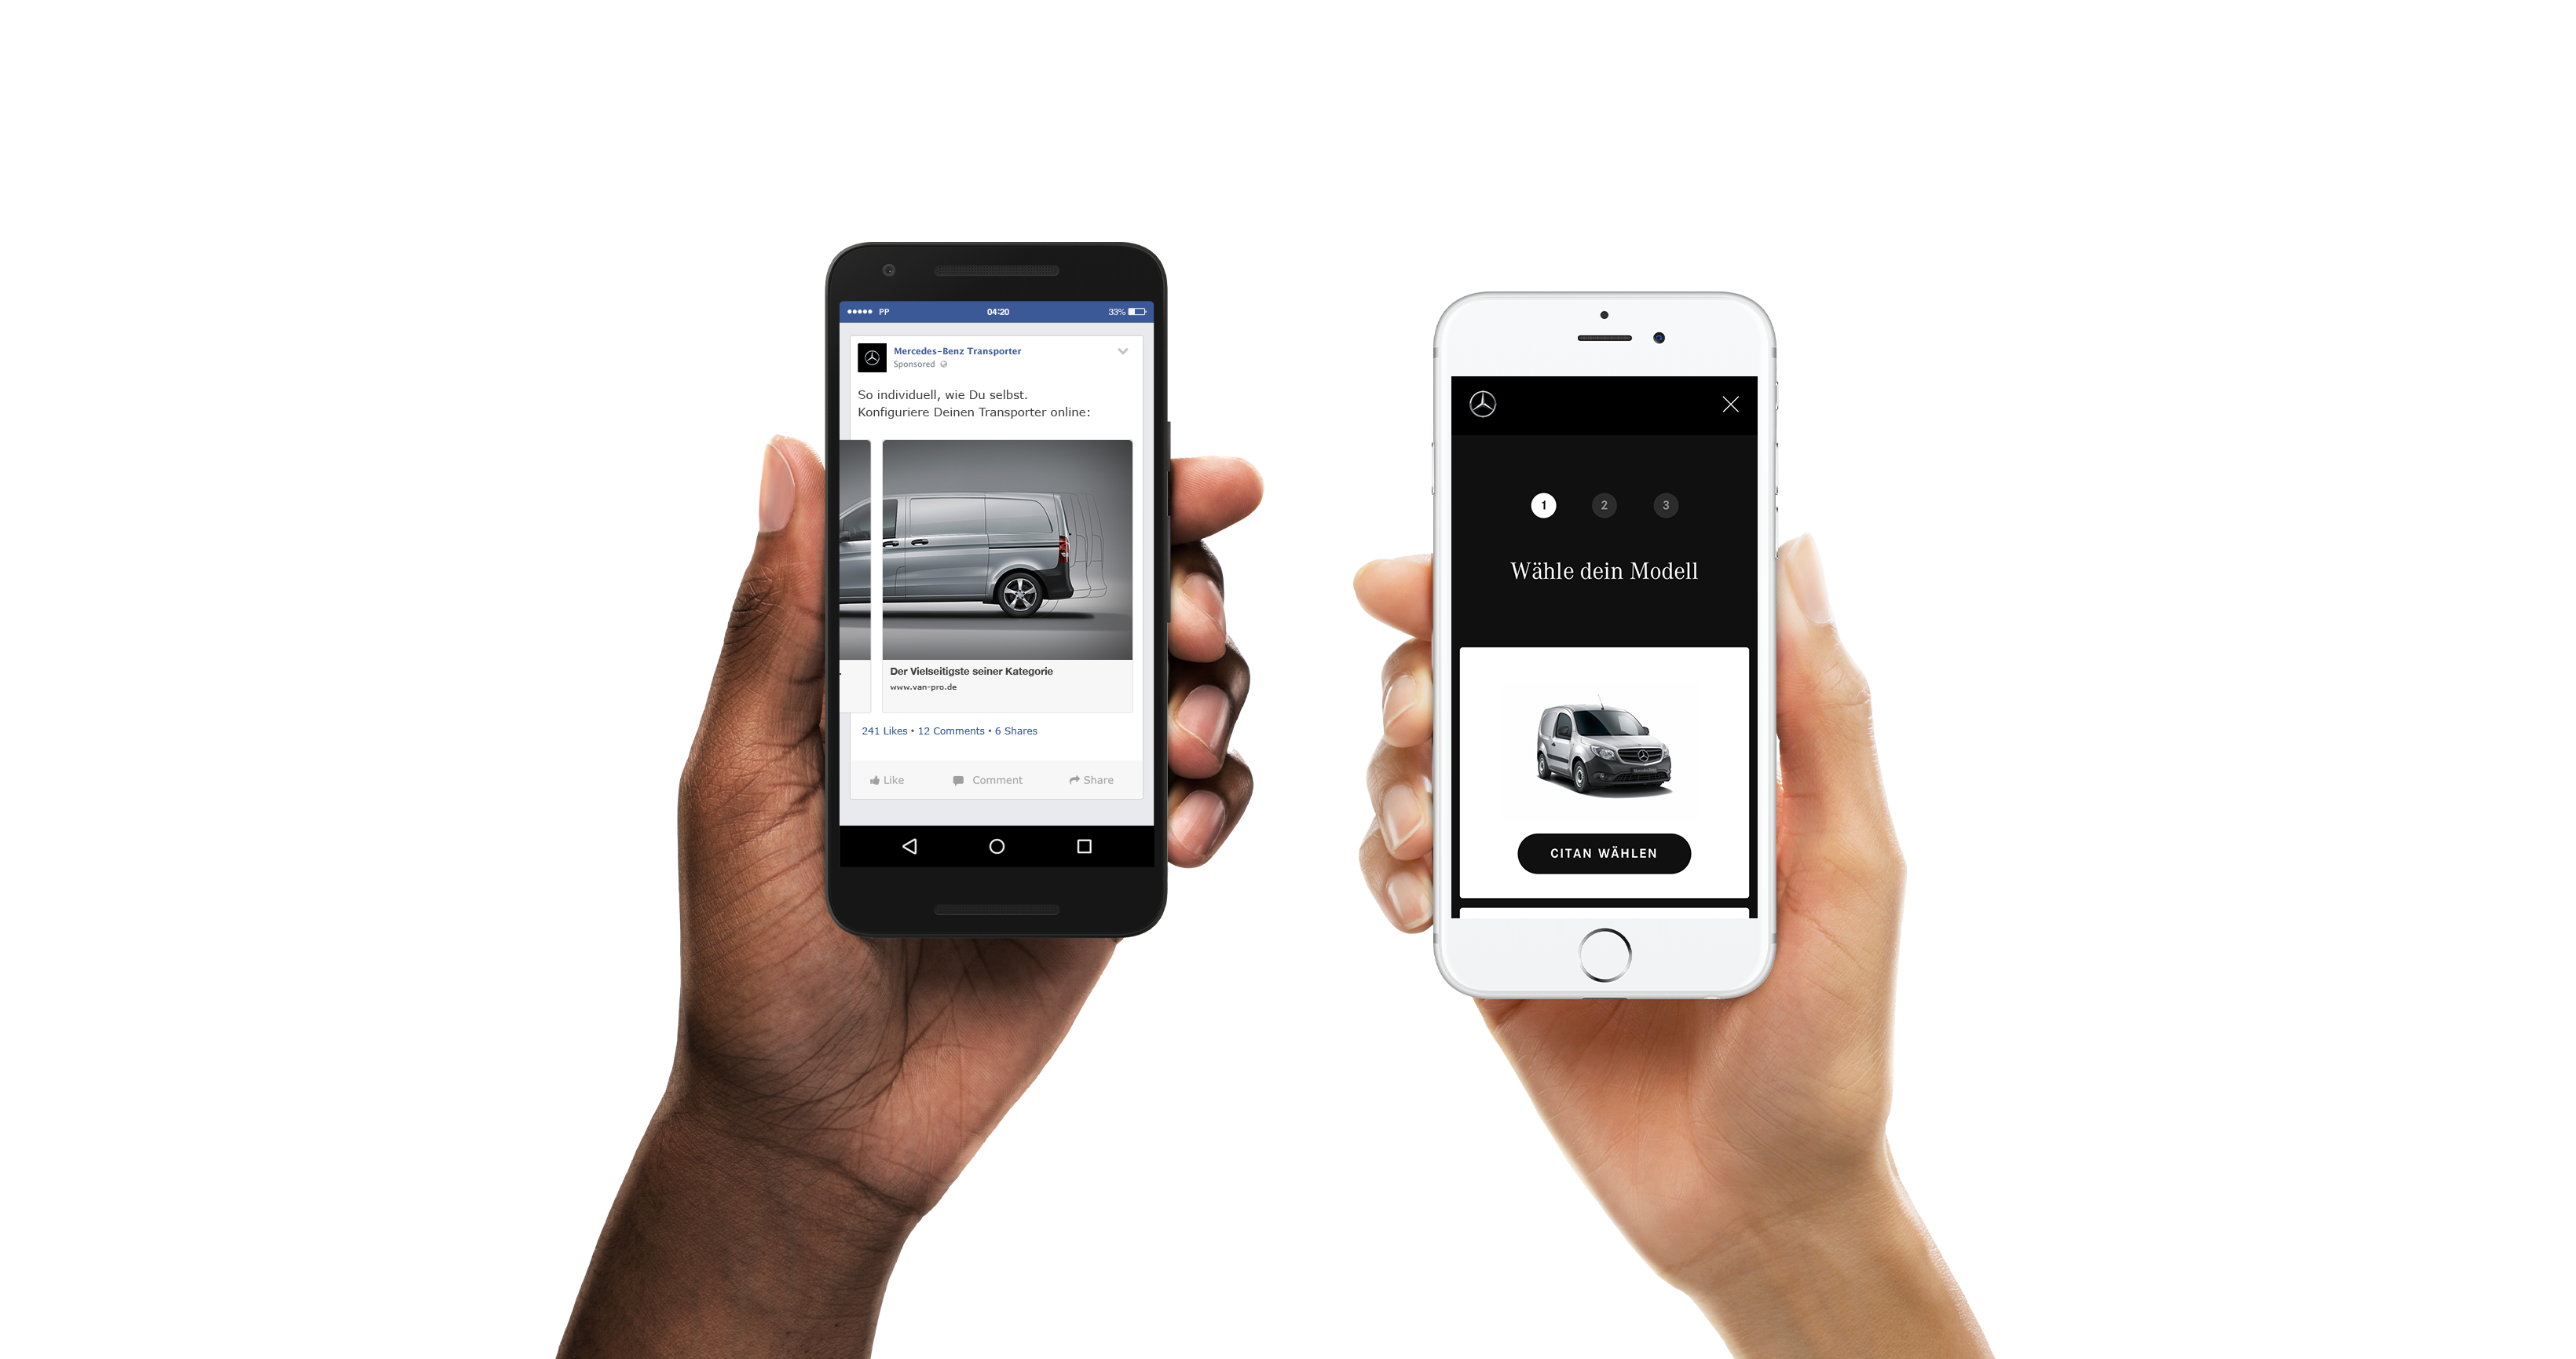 PP 04:20 33%
Mercedes-Benz Transporter
Sponsored
So individuell, wie Du selbst.
Konfiguriere Deinen Transporter online:
Der Vielseitigste seiner Kategorie
www.van-pro.de
241 Likes • 12 Comments • 6 Shares
Like Comment Share
1 2 3
Wähle dein Modell
CITAN WÄHLEN